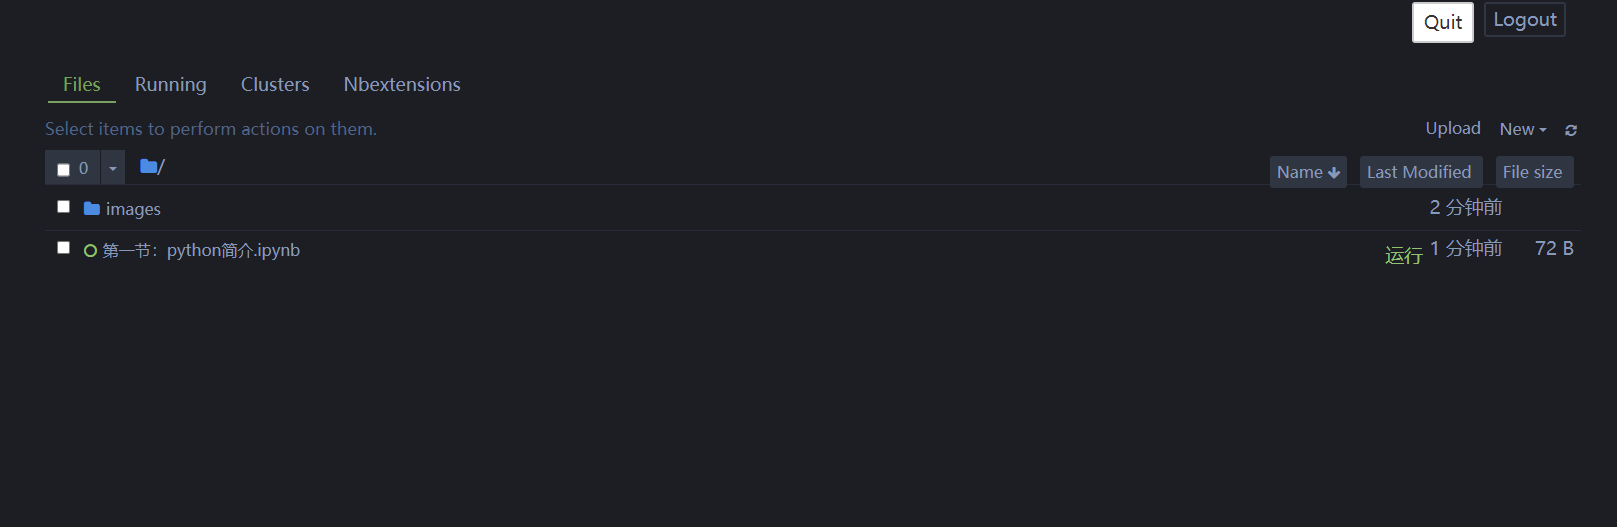 Quit Logout
Files Running Clusters Nbextensions
Select items to perform actions on them.
Upload New
0 / Name Last Modified File size
images 2 分钟前
第一节：python简介.ipynb 运行 1 分钟前 72 B